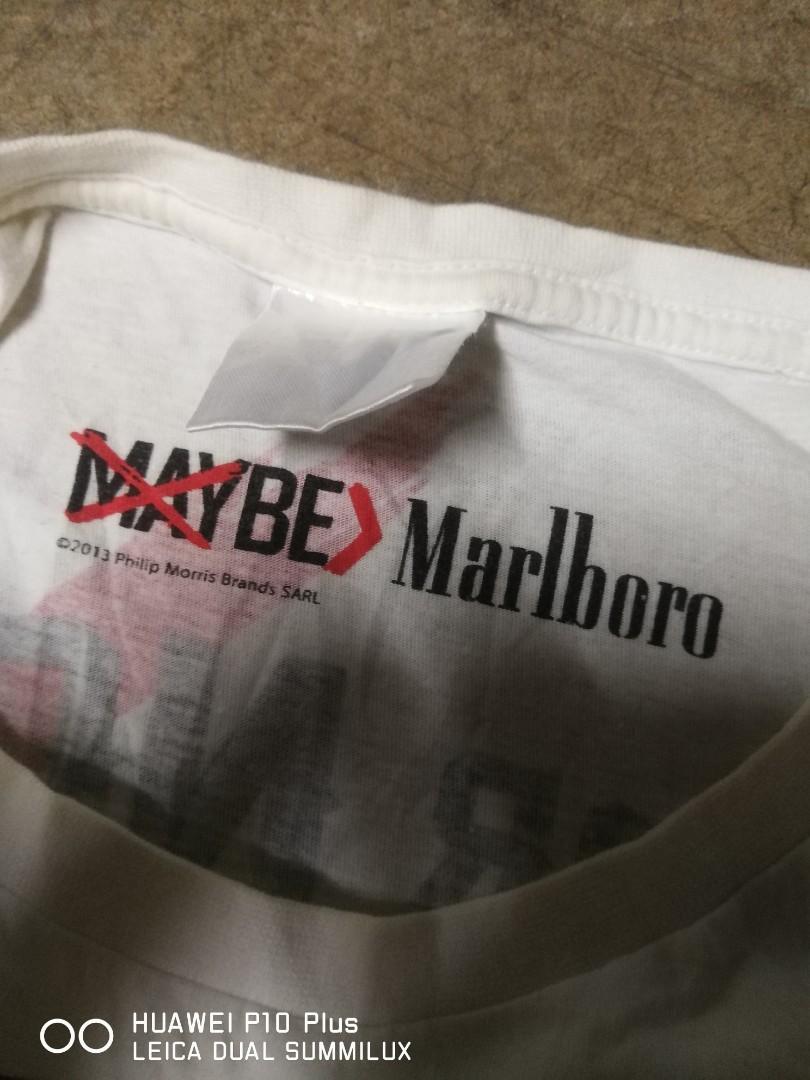 MAYBE> Marlboro
©2013 Philip Morris Brands SARL
HUAWEI P10 Plus
LEICA DUAL SUMMILUX